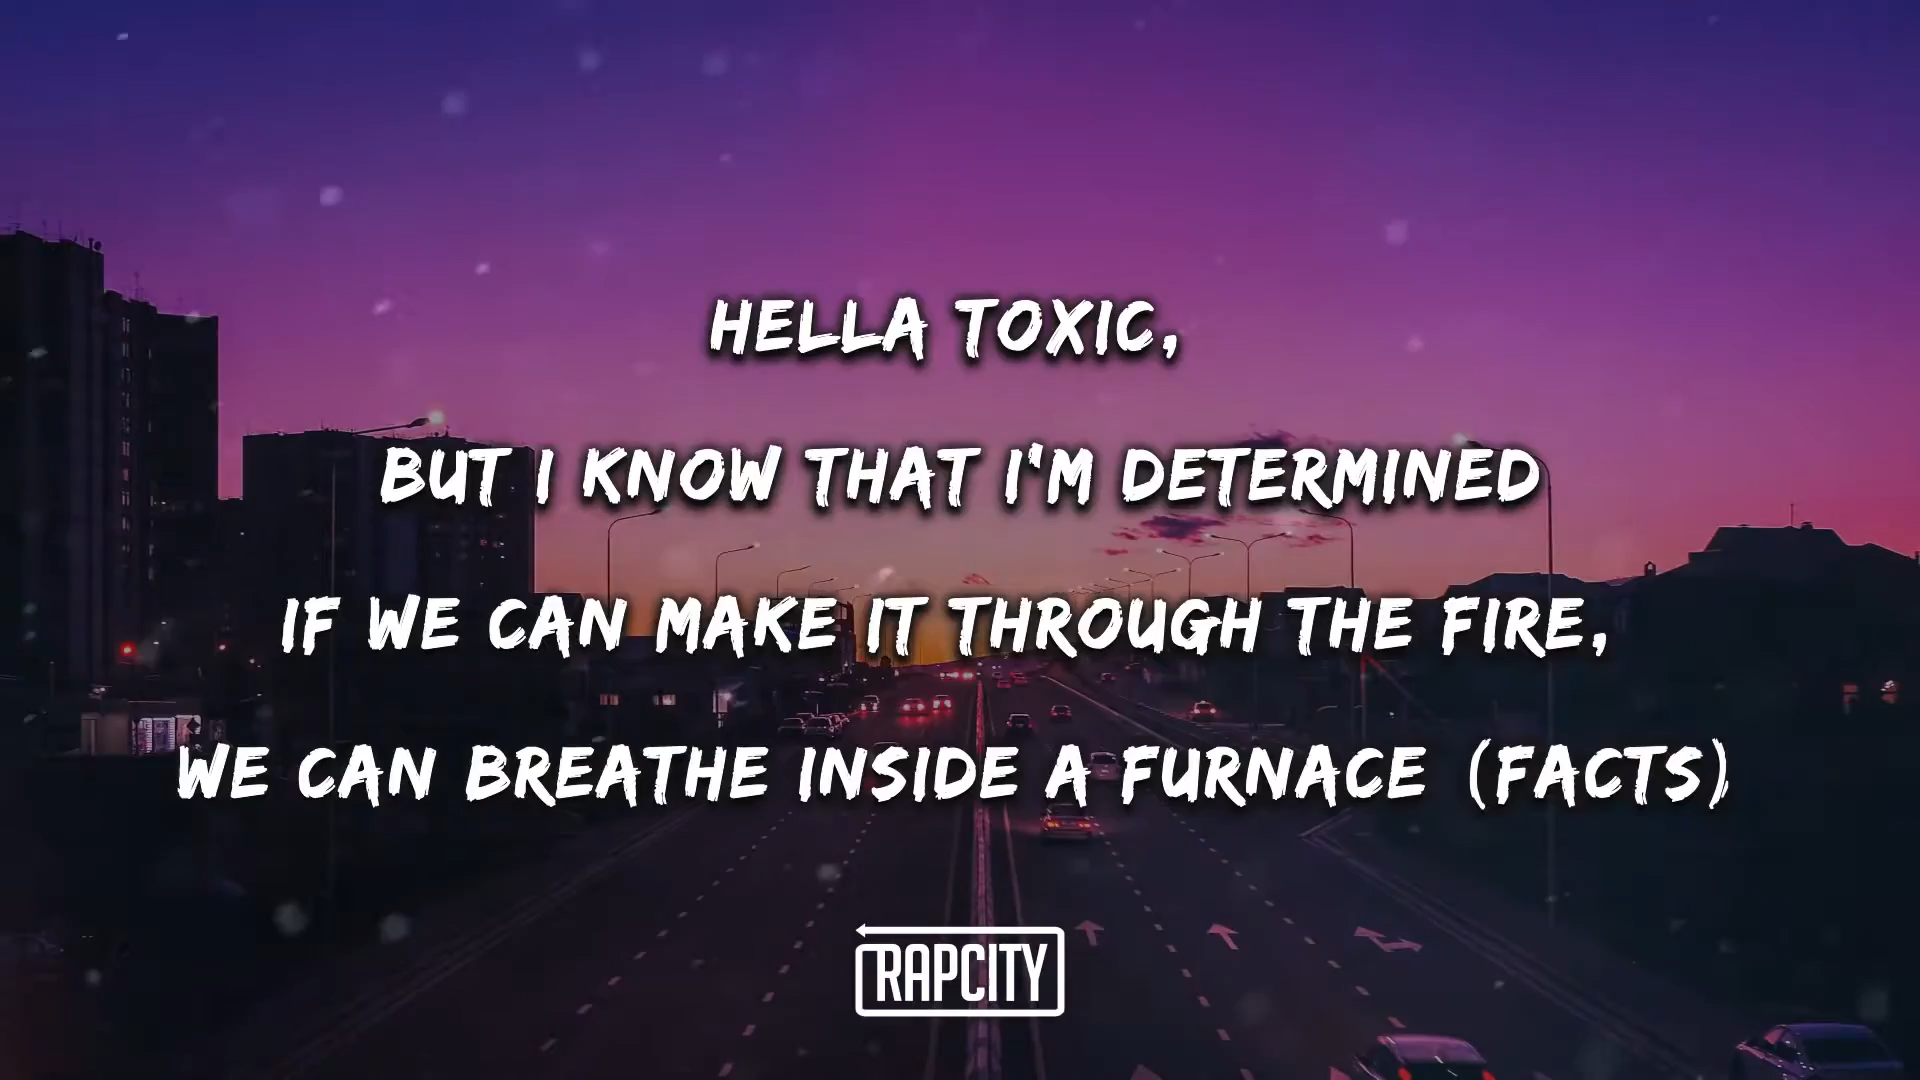 HELLA TOXIC,
BUT I KNOW THAT I'M DETERMINED
IF WE CAN MAKE IT THROUGH THE FIRE,
WE CAN BREATHE INSIDE A FURNACE (FACTS)
RAPCITY